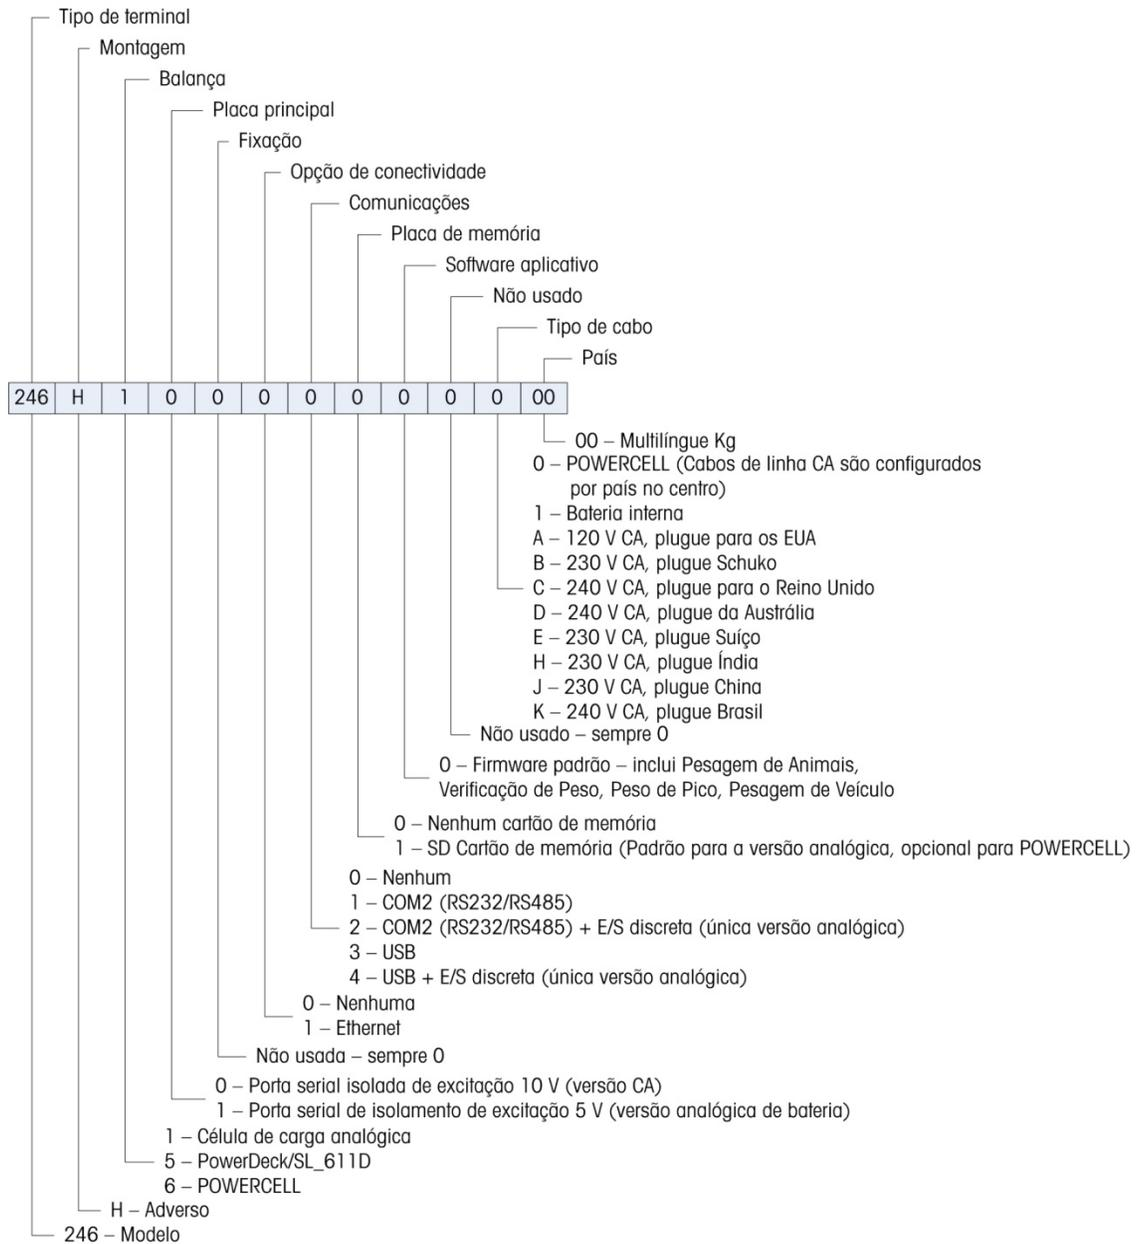 Tipo de terminal
Montagem
Balança
Placa principal
Fixação
Opção de conectividade
Comunicações
Placa de memória
Software aplicativo
Não usado
Tipo de cabo
País
246 H 1 0 0 0 0 0 0 0 0 00
00 – Multilíngue Kg
0 – POWERCELL (Cabos de linha CA são configurados
por país no centro)
1 – Bateria interna
A – 120 V CA, plugue para os EUA
B – 230 V CA, plugue Schuko
C – 240 V CA, plugue para o Reino Unido
D – 240 V CA, plugue da Austrália
E – 230 V CA, plugue Suíço
H – 230 V CA, plugue Índia
J – 230 V CA, plugue China
K – 240 V CA, plugue Brasil
Não usado – sempre 0
0 – Firmware padrão – inclui Pesagem de Animais,
Verificação de Peso, Peso de Pico, Pesagem de Veículo
0 – Nenhum cartão de memória
1 – SD Cartão de memória (Padrão para a versão analógica, opcional para POWERCELL)
0 – Nenhum
1 – COM2 (RS232/RS485)
2 – COM2 (RS232/RS485) + E/S discreta (única versão analógica)
3 – USB
4 – USB + E/S discreta (única versão analógica)
0 – Nenhuma
1 – Ethernet
Não usada – sempre 0
0 – Porta serial isolada de excitação 10 V (versão CA)
1 – Porta serial de isolamento de excitação 5 V (versão analógica de bateria)
1 – Célula de carga analógica
5 – PowerDeck/SL_611D
6 – POWERCELL
H – Adverso
246 – Modelo